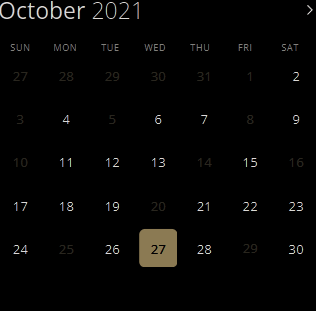 October 2021 >
SUN MON TUE WED THU FRI SAT
27 28 29 30 31 1 2
3 4 5 6 7 8 9
10 11 12 13 14 15 16
17 18 19 20 21 22 23
24 25 26 27 28 29 30